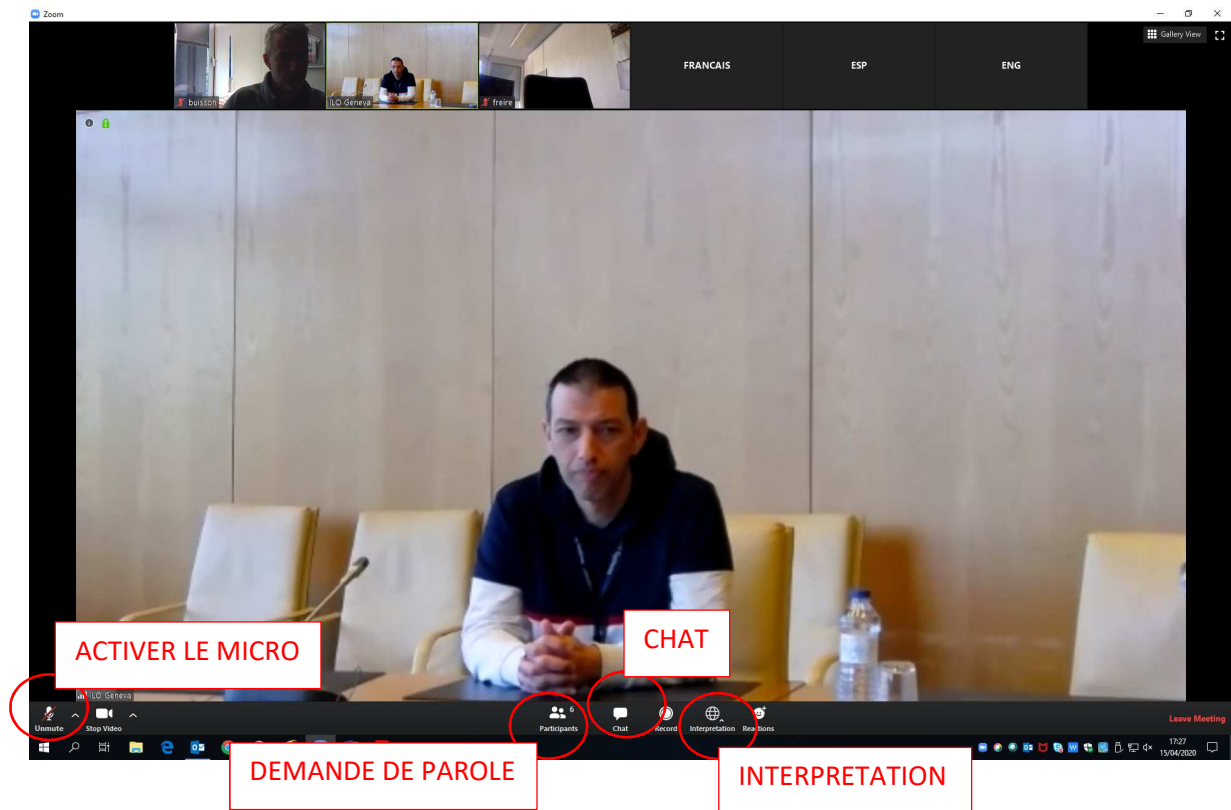 Zoom
Gallery View
buisson
ILO Geneva
freire
FRANCAIS
ESP
ENG
ACTIVER LE MICRO
CHAT
ILO Geneva
Unmute
Stop Video
6
Participants
Chat
Record
Interpretation
Reactions
Leave Meeting
17:27
15/04/2020
DEMANDE DE PAROLE
INTERPRETATION